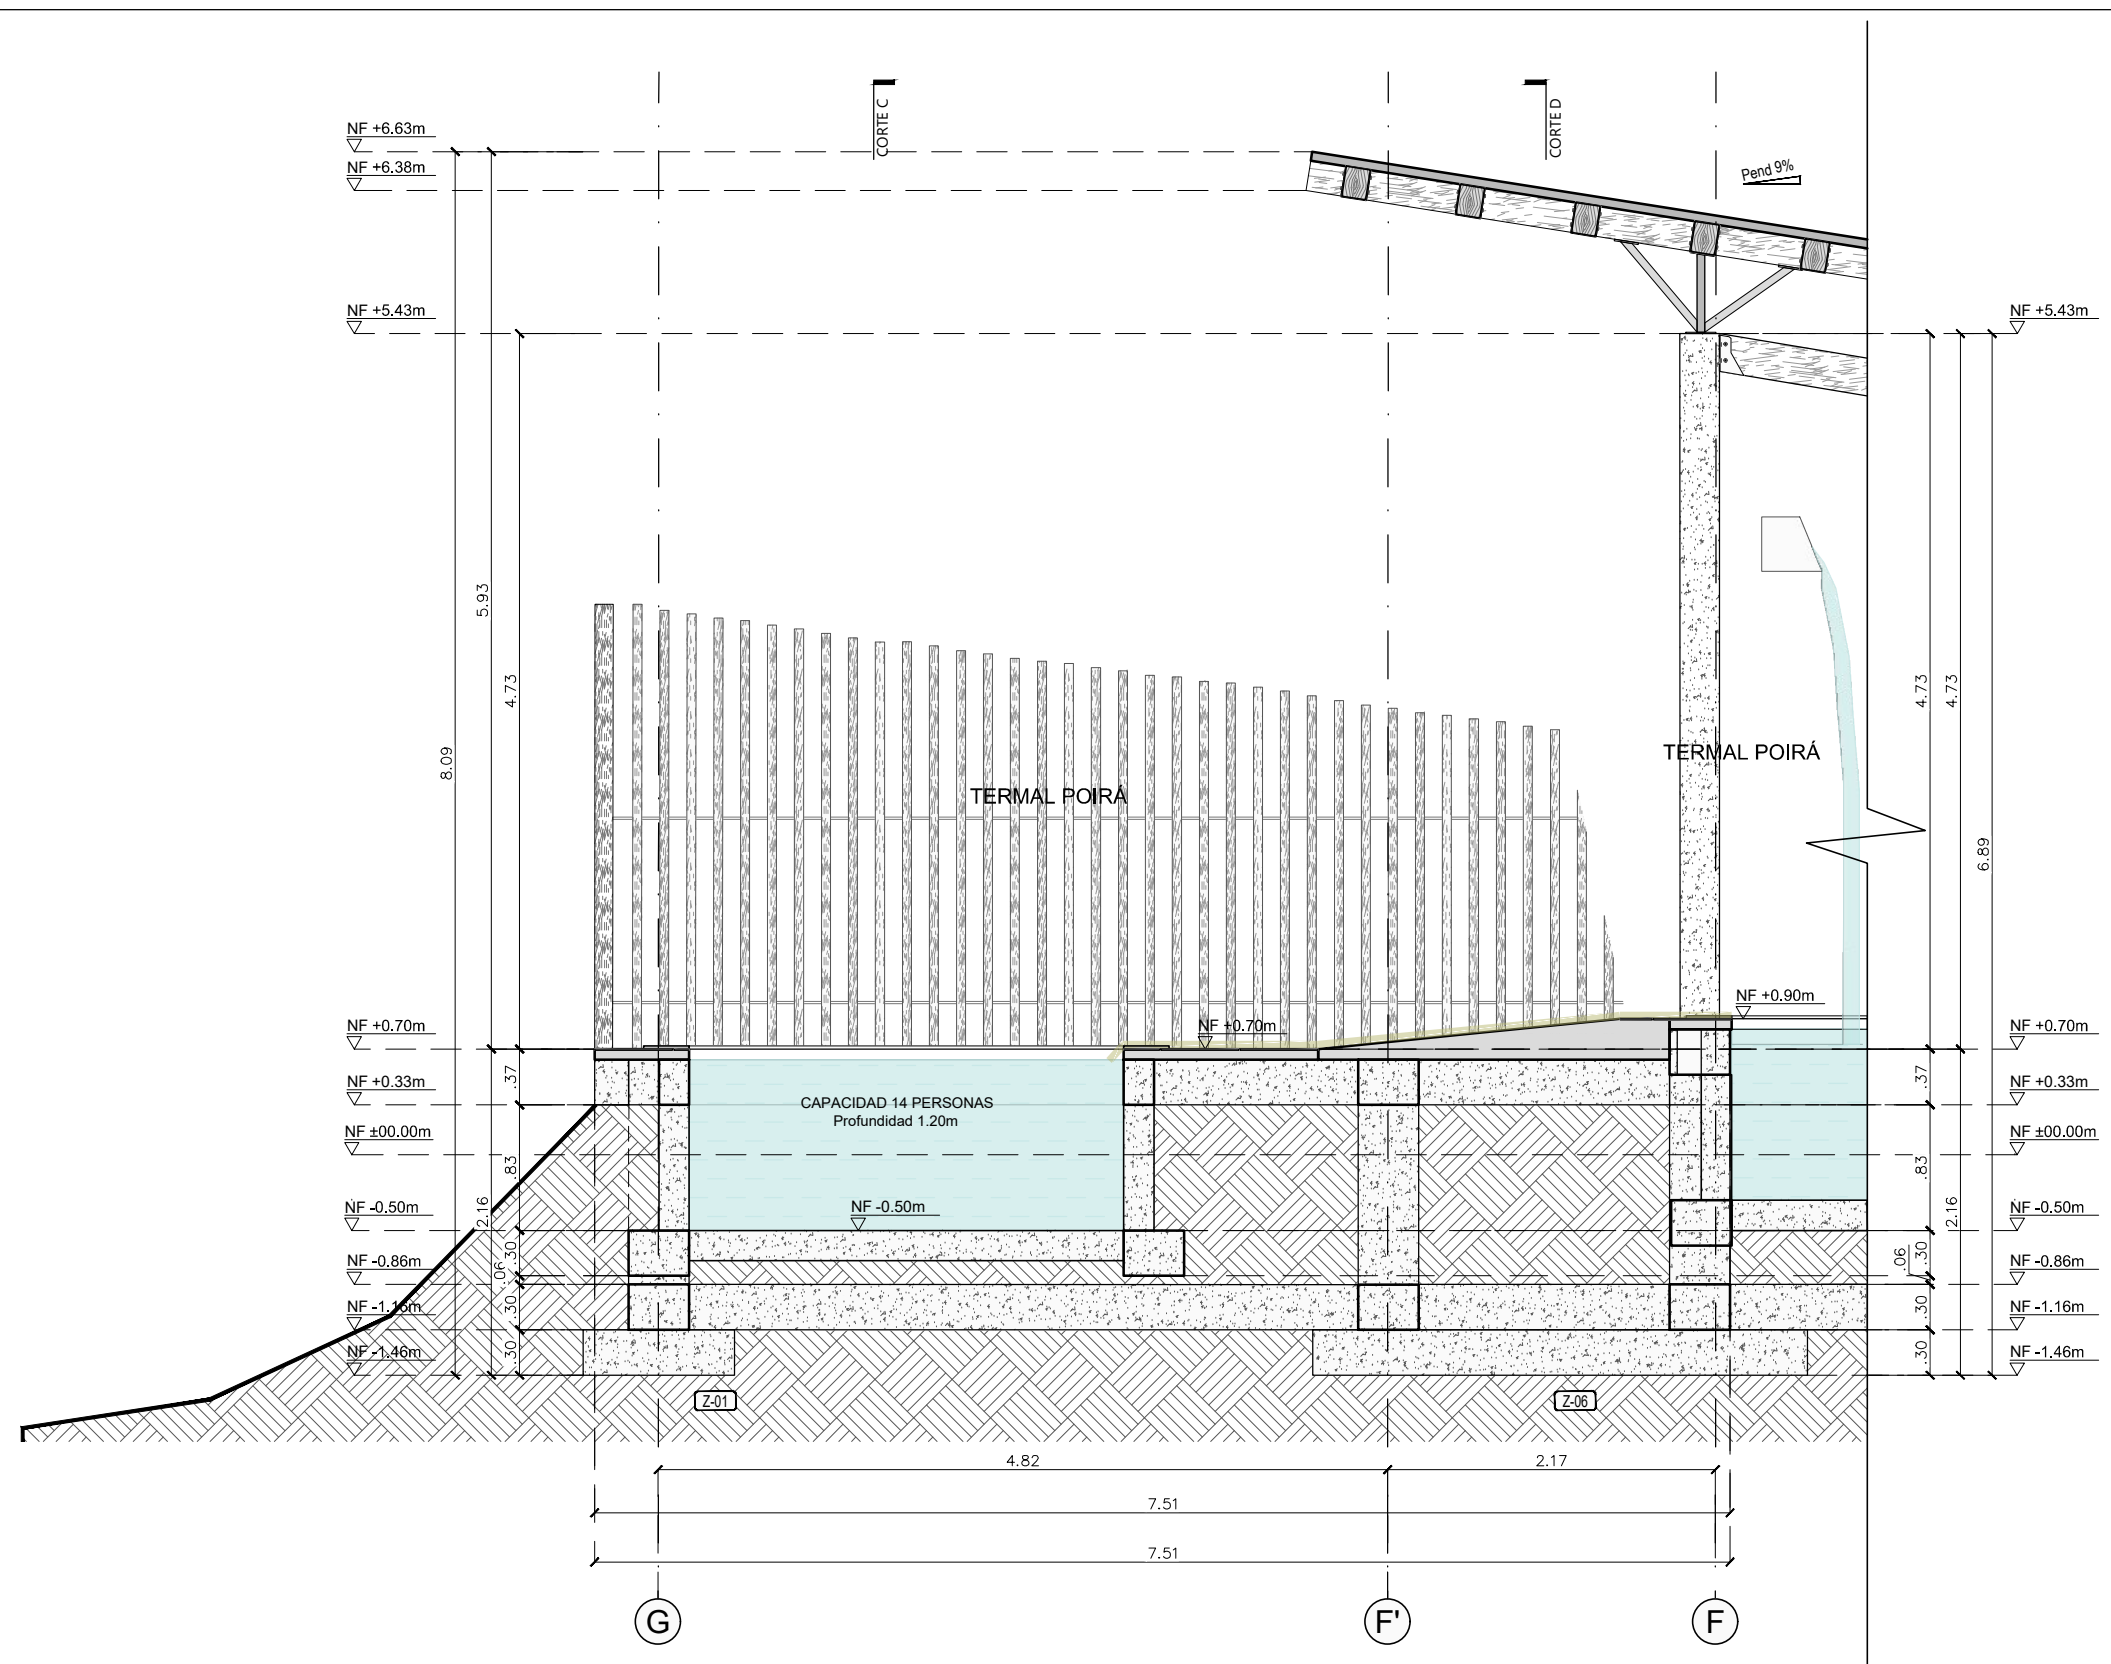 CORTE C
CORTE D
NF +6.63m
NF +6.38m
Pend 9%
NF +5.43m
NF +5.43m
5.93
4.73
8.09
4.73
4.73
6.89
TERMAL POIRÁ
TERMAL POIRÁ
NF +0.90m
NF +0.70m
NF +0.70m
NF +0.70m
.37
.37
NF +0.33m
NF +0.33m
CAPACIDAD 14 PERSONAS
Profundidad 1.20m
NF ±00.00m
NF ±00.00m
.83
.83
2.16
2.16
NF -0.50m
NF -0.50m
NF -0.50m
.30
.06
.06
.30
NF -0.86m
NF -0.86m
.30
.30
NF -1.16m
NF -1.16m
.30
.30
NF -1.46m
NF -1.46m
Z-01
Z-06
4.82
2.17
7.51
7.51
G
F'
F